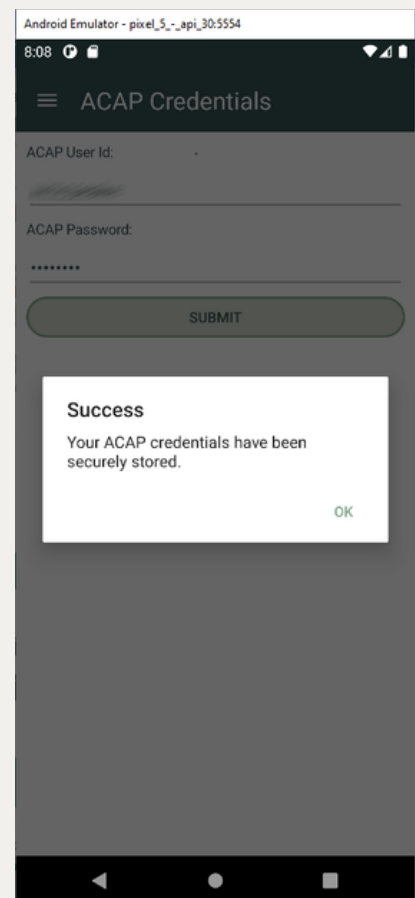 Android Emulator - pixel_5_-_api_30:5554
8:08
ACAP Credentials
ACAP User Id:
ACAP Password:
••••••••
SUBMIT
Success
Your ACAP credentials have been
securely stored.
OK